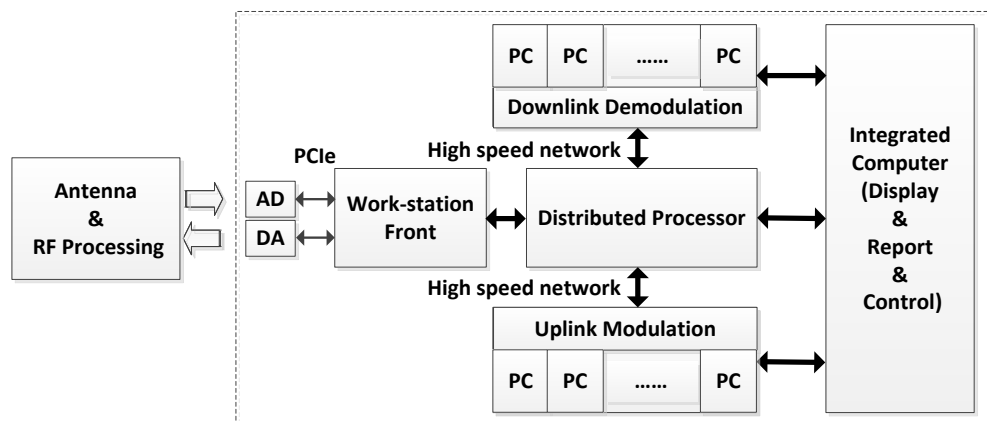 PC PC ...... PC
Downlink Demodulation
High speed network
PCIe
Antenna
&
RF Processing
AD
DA
Work-station
Front
Distributed Processor
High speed network
Uplink Modulation
PC PC ...... PC
Integrated
Computer
(Display
&
Report
&
Control)